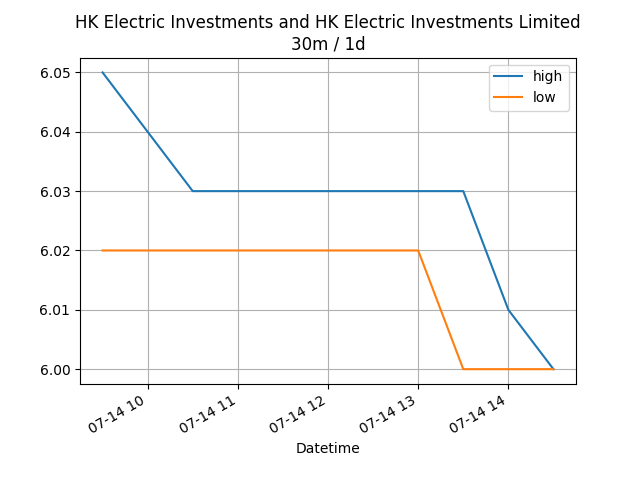 HK Electric Investments and HK Electric Investments Limited
30m / 1d
high
low
6.05
6.04
6.03
6.02
6.01
6.00
07-14 10
07-14 11
07-14 12
07-14 13
07-14 14
Datetime